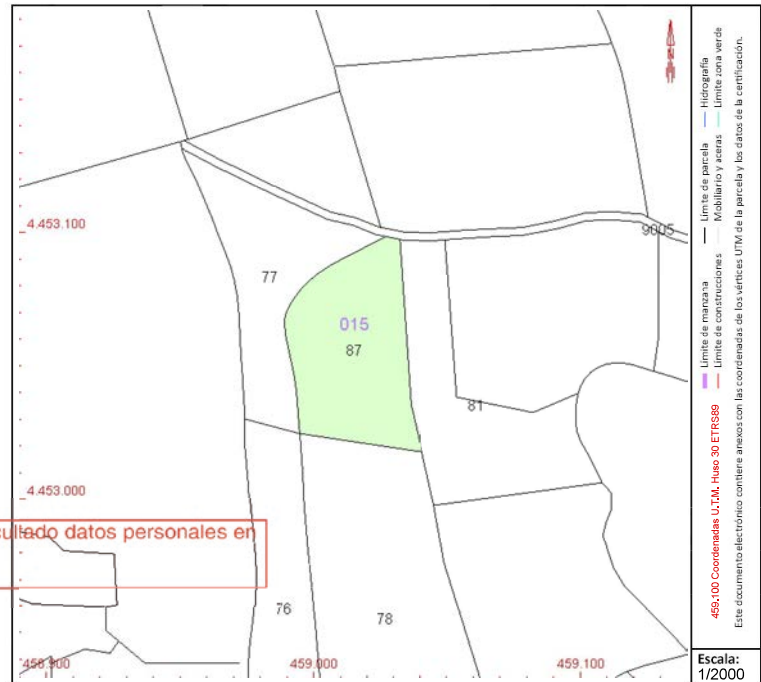 4.453.100
9005
77
015
87
81
4.453.000
cultado datos personales en
76
78
458.900
459.000
459.100
459.100 Coordenadas U.T.M. Huso 30 ETRS89
Límite de manzana
Límite de parcela
Hidrografía
Límite de construcciones
Mobiliario y aceras
Límite zona verde
Este documento electrónico contiene anexos con las coordenadas de los vértices UTM de la parcela y los datos de la certificación.
Escala:
1/2000